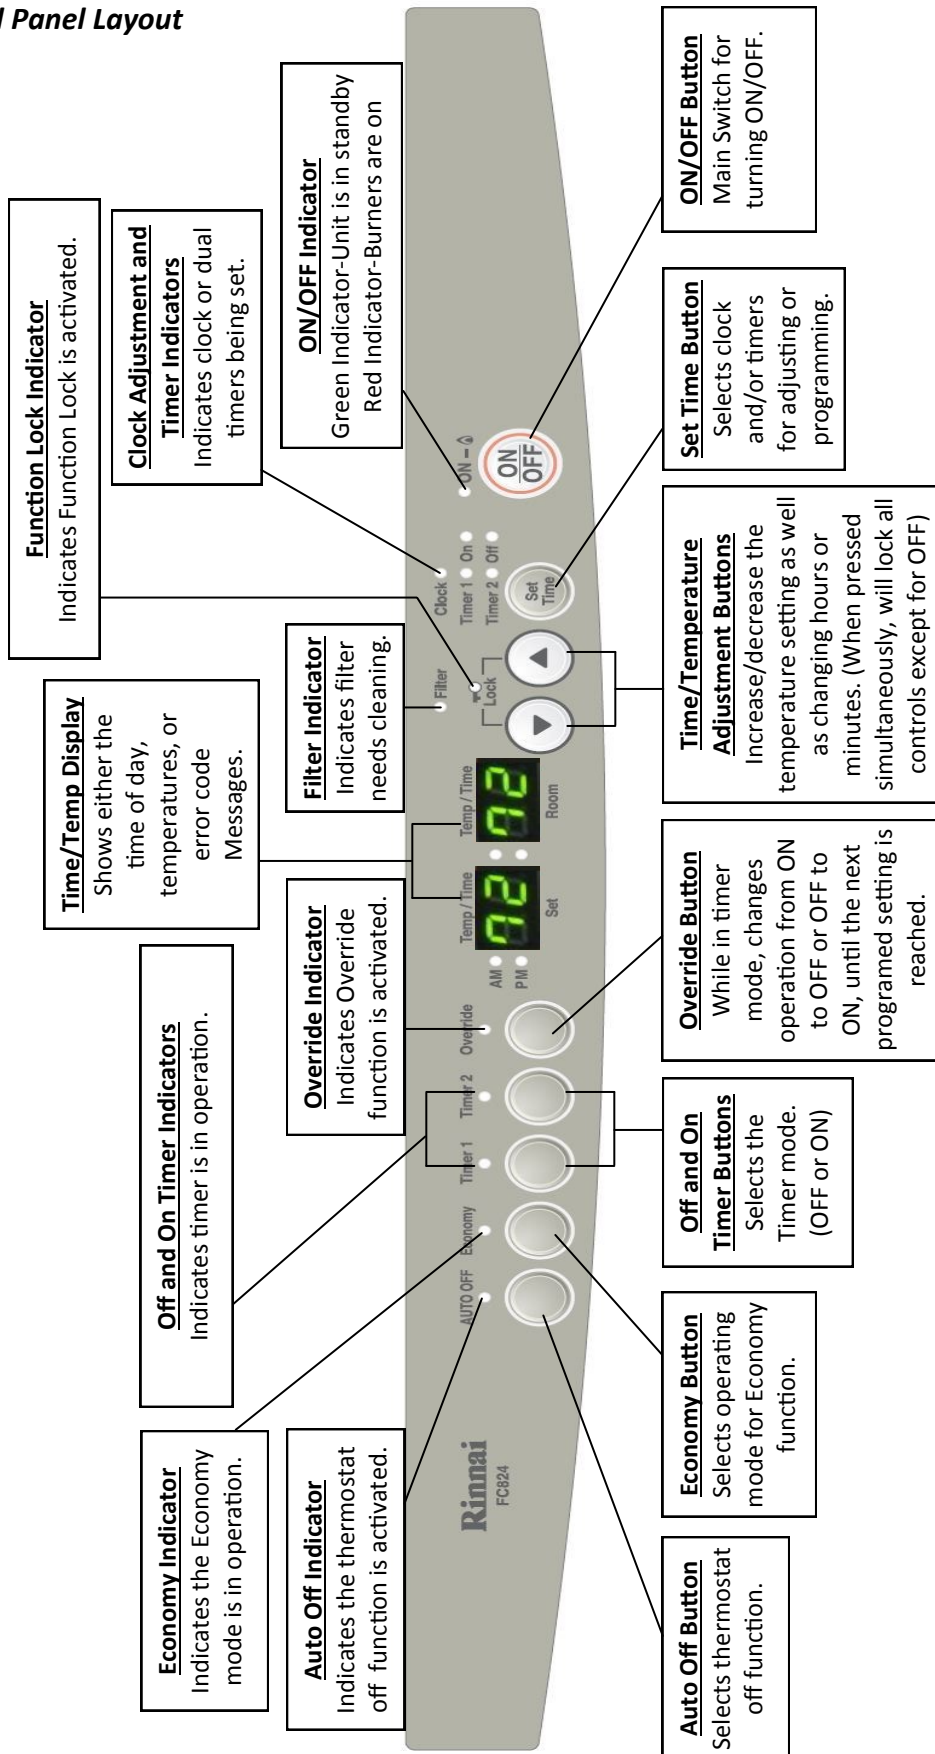 l Panel Layout
Function Lock Indicator
Indicates Function Lock is activated.
Clock Adjustment and
Timer Indicators
Indicates clock or dual
timers being set.
ON/OFF Indicator
Green Indicator-Unit is in standby
Red Indicator-Burners are on
Time/Temp Display
Shows either the
time of day,
temperatures, or
error code
Messages.
Filter Indicator
Indicates filter
needs cleaning.
Off and On Timer Indicators
Indicates timer is in operation.
Override Indicator
Indicates Override
function is activated.
Economy Indicator
Indicates the Economy
mode is in operation.
Auto Off Indicator
Indicates the thermostat
off function is activated.
Rinnai
FC824
AUTO OFF
Economy
Timer 1
Timer 2
Override
AM
PM
Temp / Time
72
Set
Temp / Time
72
Room
Filter
Lock
Clock
Timer 1
On
Timer 2
Off
Set
Time
ON
ON
OFF
Auto Off Button
Selects thermostat
off function.
Economy Button
Selects operating
mode for Economy
function.
Off and On
Timer Buttons
Selects the
Timer mode.
(OFF or ON)
Override Button
While in timer
mode, changes
operation from ON
to OFF or OFF to
ON, until the next
programed setting is
reached.
Time/Temperature
Adjustment Buttons
Increase/decrease the
temperature setting as well
as changing hours or
minutes. (When pressed
simultaneously, will lock all
controls except for OFF)
Set Time Button
Selects clock
and/or timers
for adjusting or
programming.
ON/OFF Button
Main Switch for
turning ON/OFF.